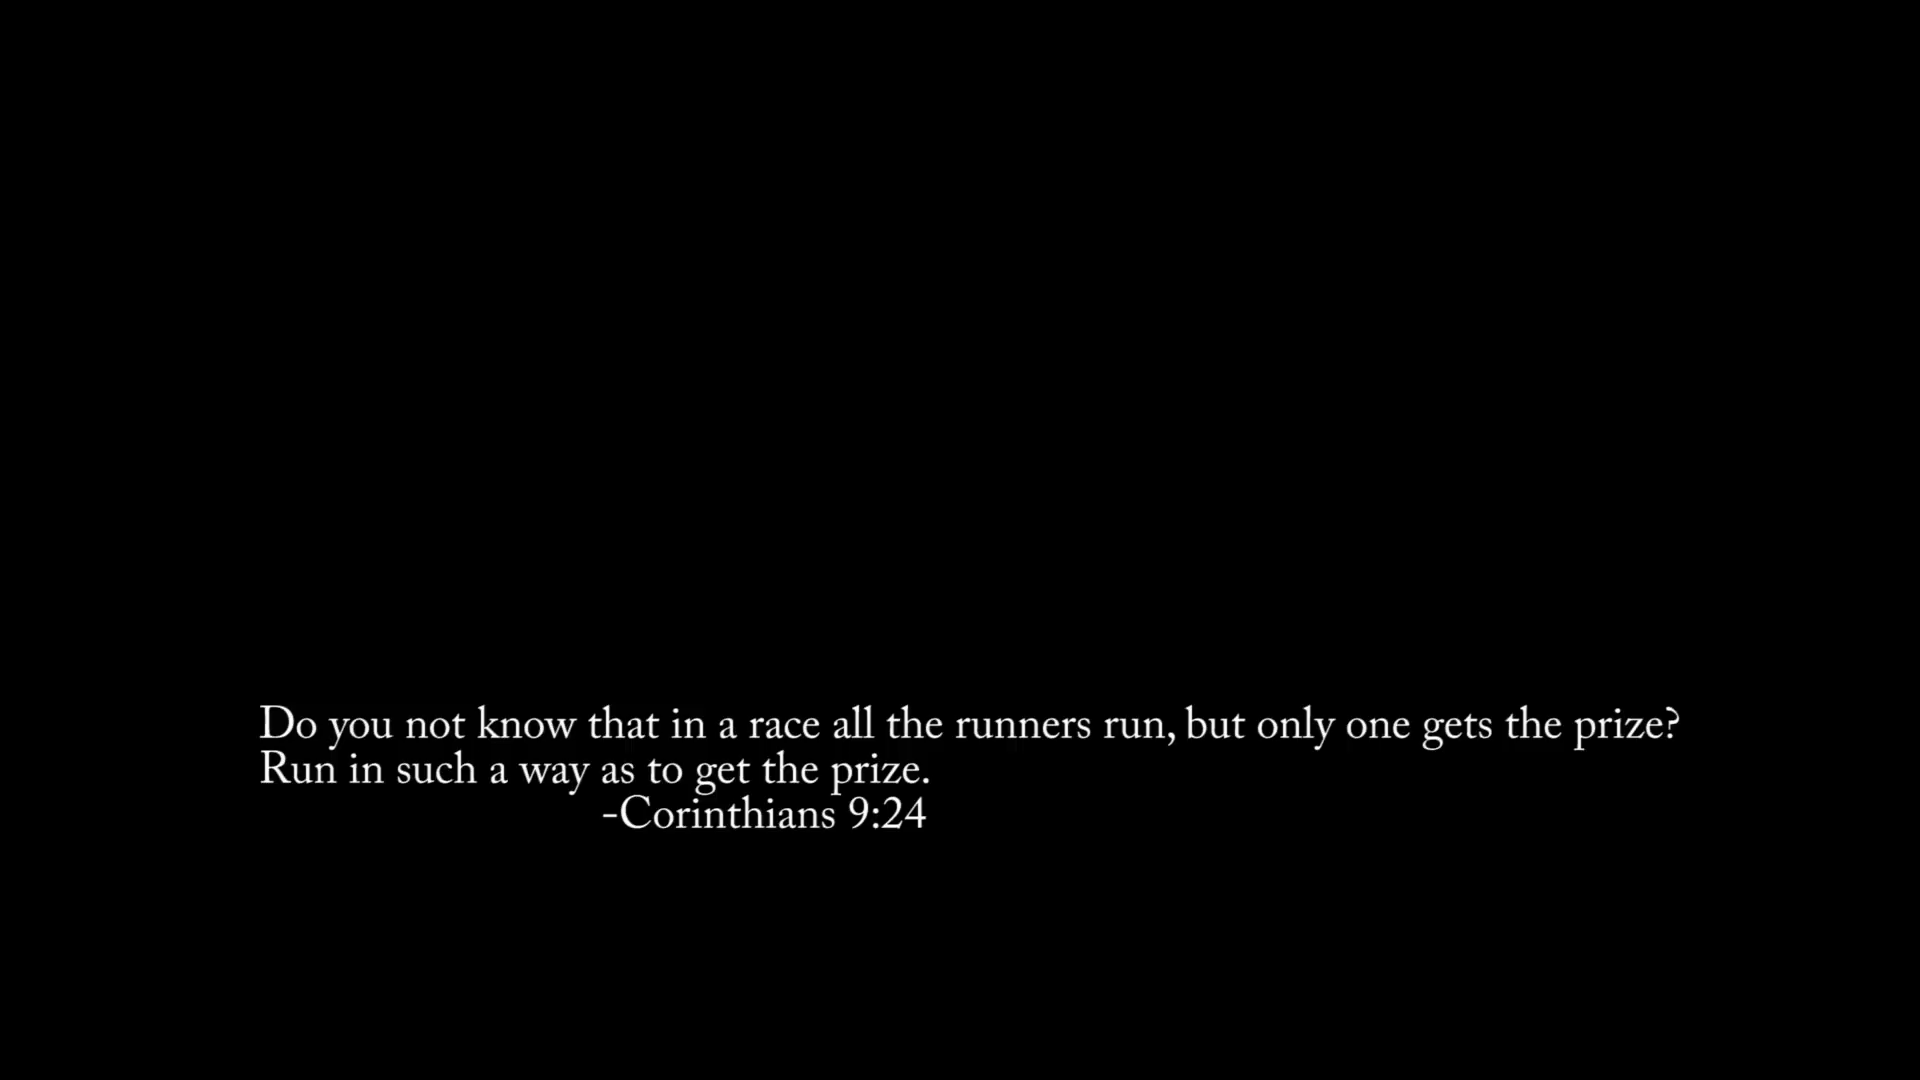 Do you not know that in a race all the runners run, but only one gets the prize?
Run in such a way as to get the prize.
-Corinthians 9:24